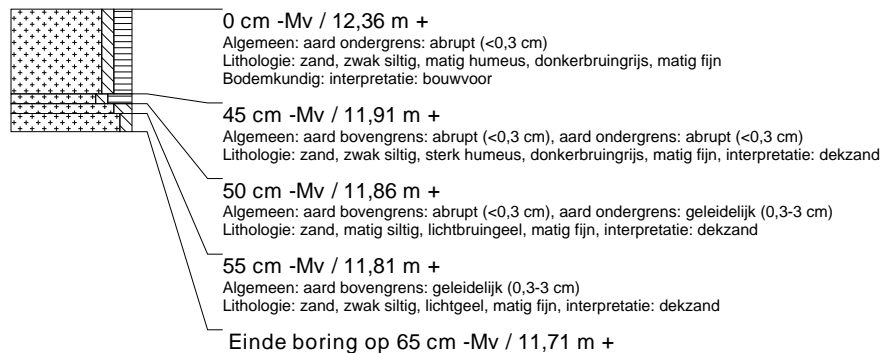 0 cm -Mv / 12,36 m +
Algemeen: aard ondergrens: abrupt (<0,3 cm)
Lithologie: zand, zwak siltig, matig humeus, donkerbruingrijs, matig fijn
Bodemkundig: interpretatie: bouwvoor
45 cm -Mv / 11,91 m +
Algemeen: aard bovengrens: abrupt (<0,3 cm), aard ondergrens: abrupt (<0,3 cm)
Lithologie: zand, zwak siltig, sterk humeus, donkerbruingrijs, matig fijn, interpretatie: dekzand
50 cm -Mv / 11,86 m +
Algemeen: aard bovengrens: abrupt (<0,3 cm), aard ondergrens: geleidelijk (0,3-3 cm)
Lithologie: zand, matig siltig, lichtbruingeel, matig fijn, interpretatie: dekzand
55 cm -Mv / 11,81 m +
Algemeen: aard bovengrens: geleidelijk (0,3-3 cm)
Lithologie: zand, zwak siltig, lichtgeel, matig fijn, interpretatie: dekzand
Einde boring op 65 cm -Mv / 11,71 m +